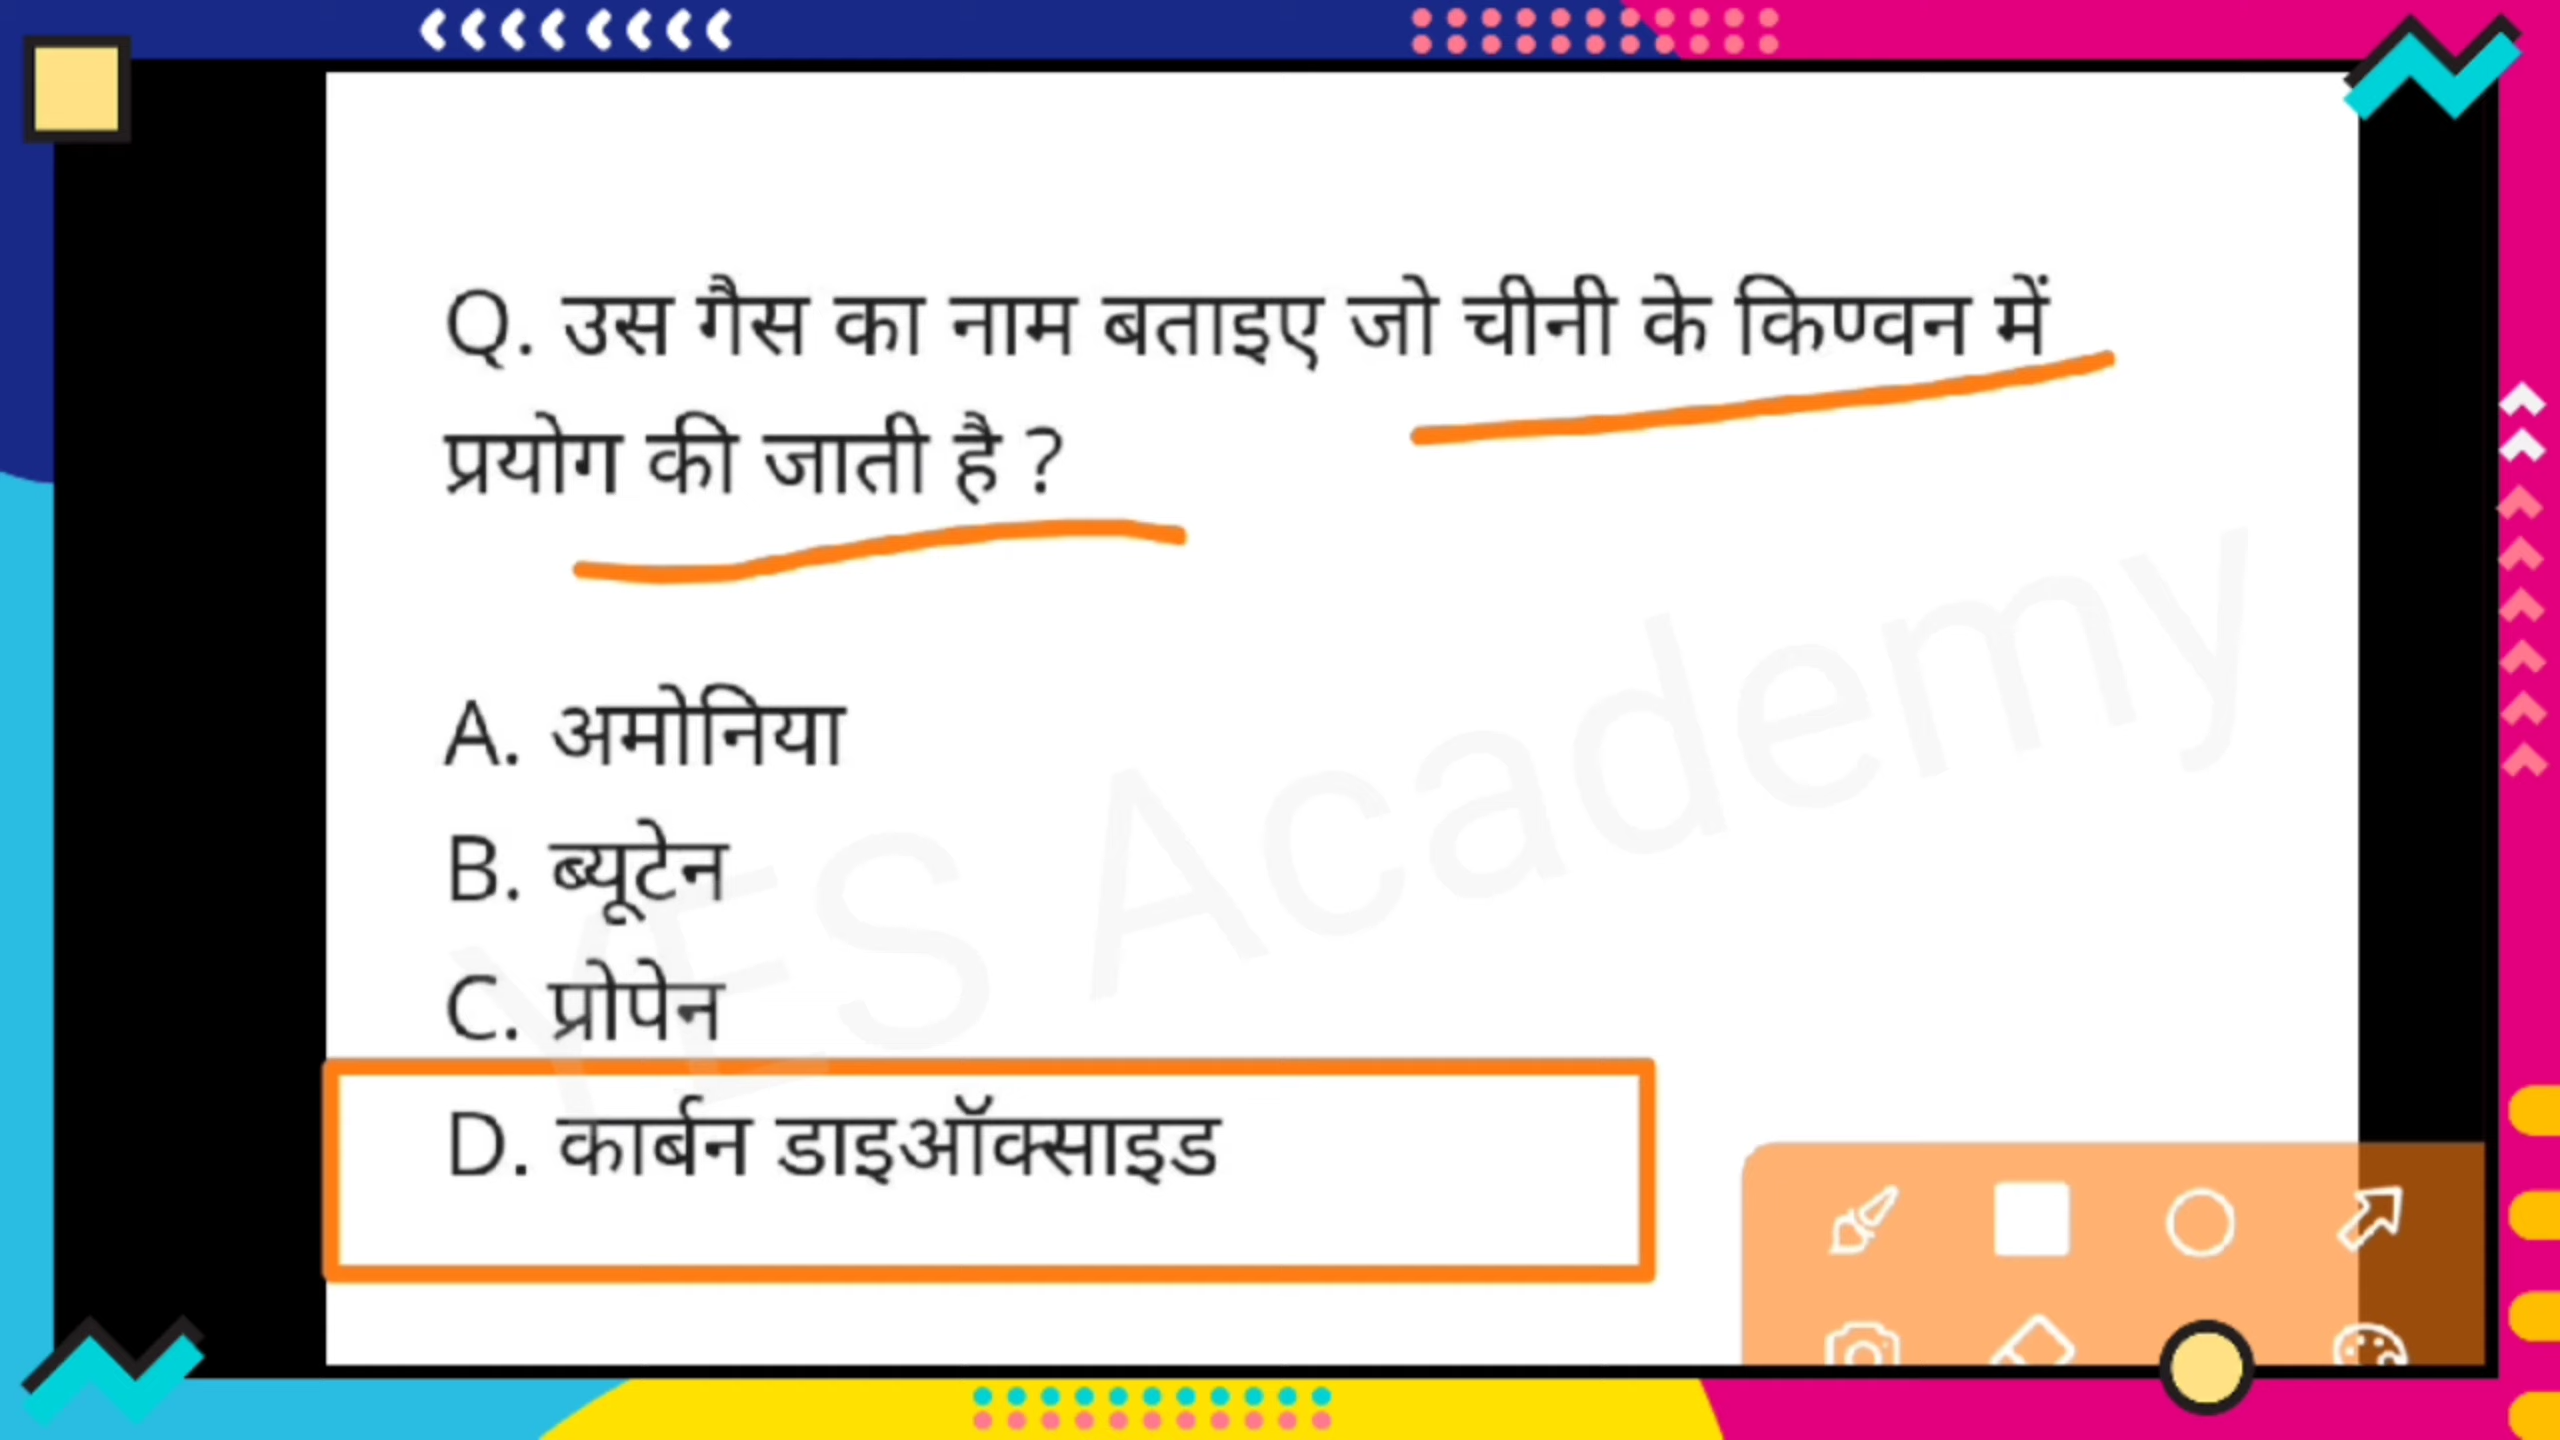 Q. उस गैस का नाम बताइए जो चीनी के किण्वन में
प्रयोग की जाती है ?
A. अमोनिया
B. ब्यूटेन
C. प्रोपेन
D. कार्बन डाइऑक्साइड
YES Academy